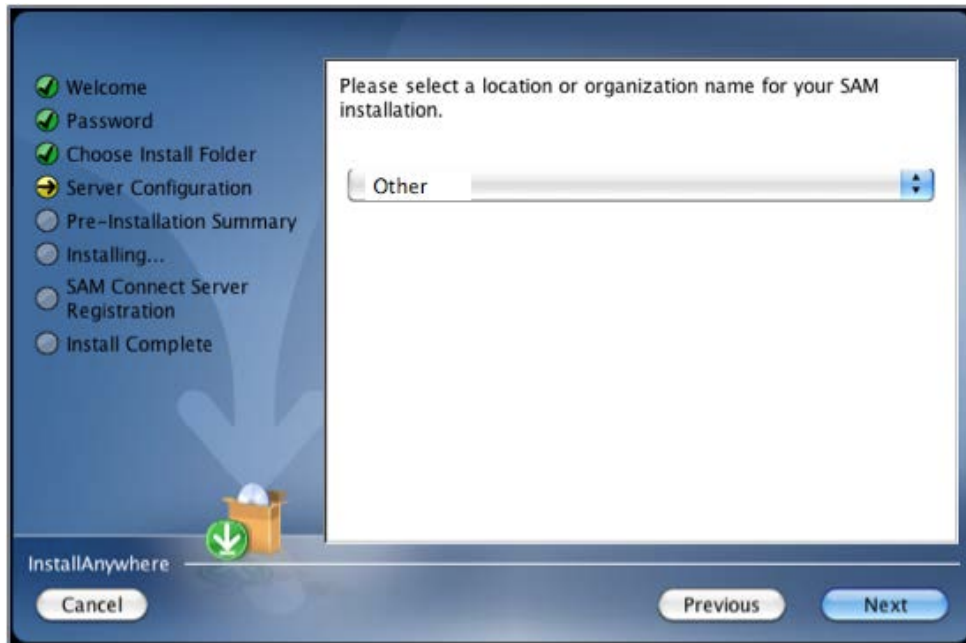 Welcome
Password
Choose Install Folder
Server Configuration
Pre-Installation Summary
Installing...
SAM Connect Server
Registration
Install Complete
Please select a location or organization name for your SAM
installation.
Other
InstallAnywhere
Cancel
Previous
Next